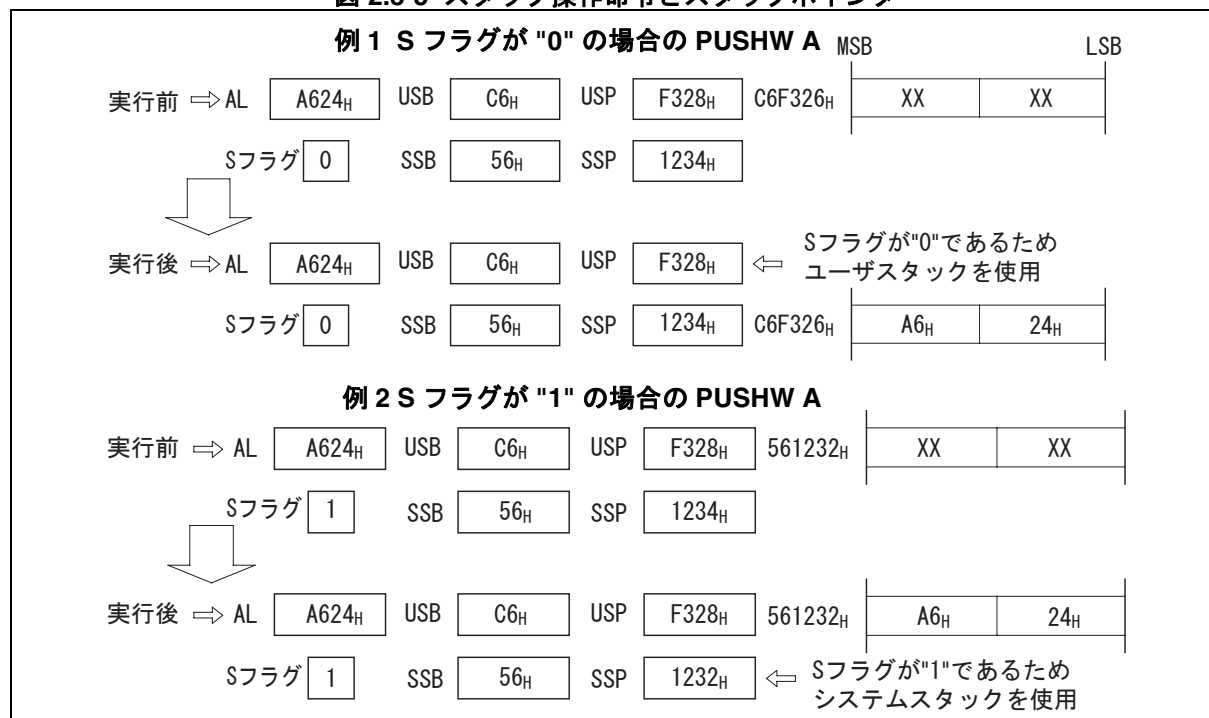 図 2.3-3 スタック操作命令とスタックポインタ
例 1 S フラグが "0" の場合の PUSHW A
MSB LSB
実行前 ⇨ AL A624H USB C6H USP F328H C6F326H XX XX
Sフラグ 0 SSB 56H SSP 1234H
実行後 ⇨ AL A624H USB C6H USP F328H ⇦ Sフラグが"0"であるため
ユーザスタックを使用
Sフラグ 0 SSB 56H SSP 1234H C6F326H A6H 24H
例 2 S フラグが "1" の場合の PUSHW A
実行前 ⇨ AL A624H USB C6H USP F328H 561232H XX XX
Sフラグ 1 SSB 56H SSP 1234H
実行後 ⇨ AL A624H USB C6H USP F328H 561232H A6H 24H
Sフラグ 1 SSB 56H SSP 1232H ⇦ Sフラグが"1"であるため
システムスタックを使用